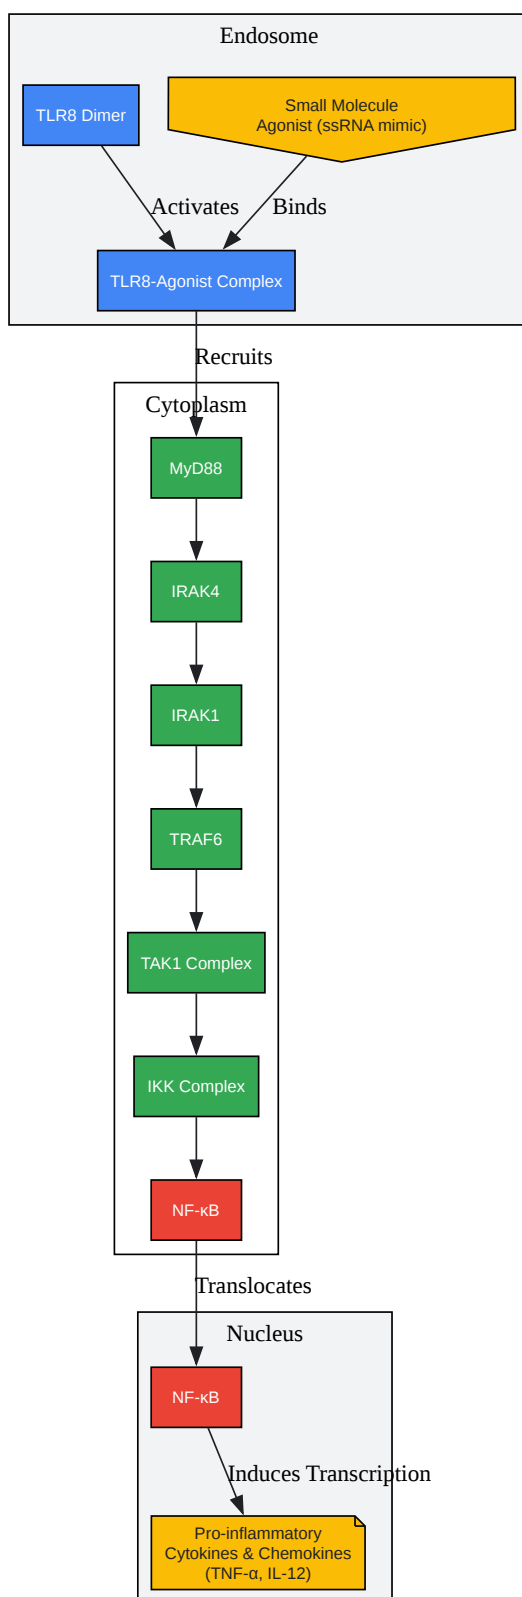 Endosome
TLR8 Dimer
Small Molecule
Agonist (ssRNA mimic)
Activates
Binds
TLR8-Agonist Complex
Recruits
Cytoplasm
MyD88
IRAK4
IRAK1
TRAF6
TAK1 Complex
IKK Complex
NF-κB
Translocates
Nucleus
NF-κB
Induces Transcription
Pro-inflammatory
Cytokines & Chemokines
(TNF-α, IL-12)